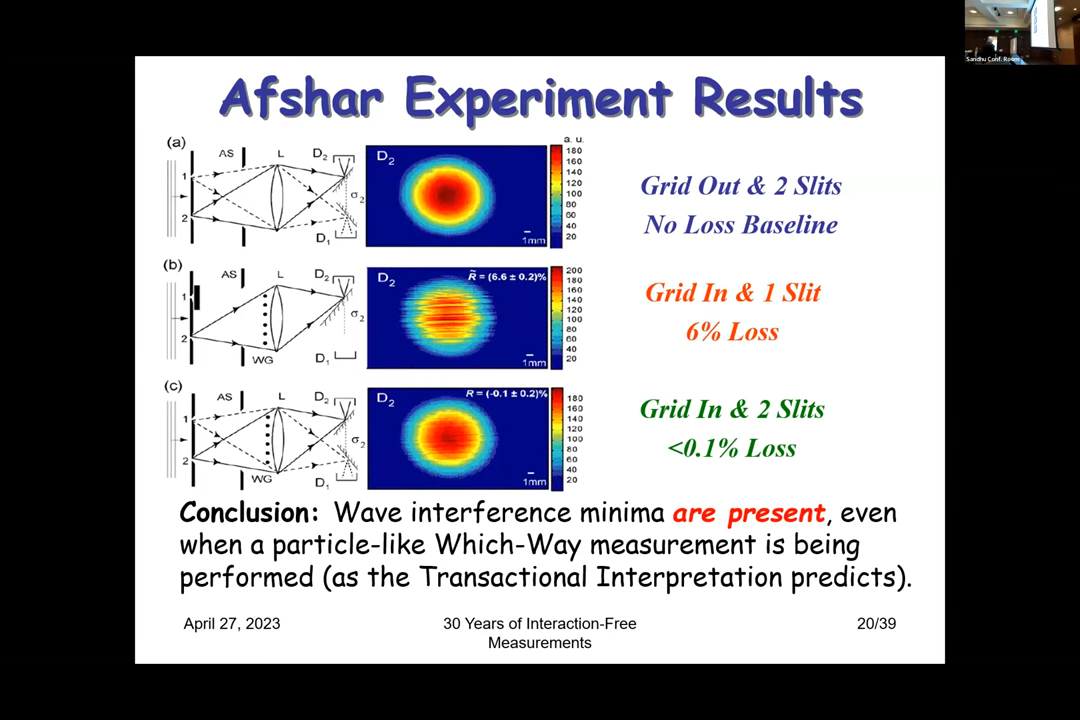 Sandhu Conf. Room
Afshar Experiment Results
(a)
AS
L
D2
1
2
σ2
D1
D2
1mm
a. u.
180
160
140
120
100
80
60
40
20
Grid Out & 2 Slits
No Loss Baseline
(b)
AS
L
D2
1
2
σ2
WG
D1
D2
R̃ = (6.6 ± 0.2)%
1mm
200
180
160
140
120
100
80
60
40
20
Grid In & 1 Slit
6% Loss
(c)
AS
L
D2
1
2
σ2
WG
D1
D2
R = (-0.1 ± 0.2)%
1mm
180
160
140
120
100
80
60
40
20
Grid In & 2 Slits
<0.1% Loss
Conclusion: Wave interference minima are present, even
when a particle-like Which-Way measurement is being
performed (as the Transactional Interpretation predicts).
April 27, 2023
30 Years of Interaction-Free
Measurements
20/39